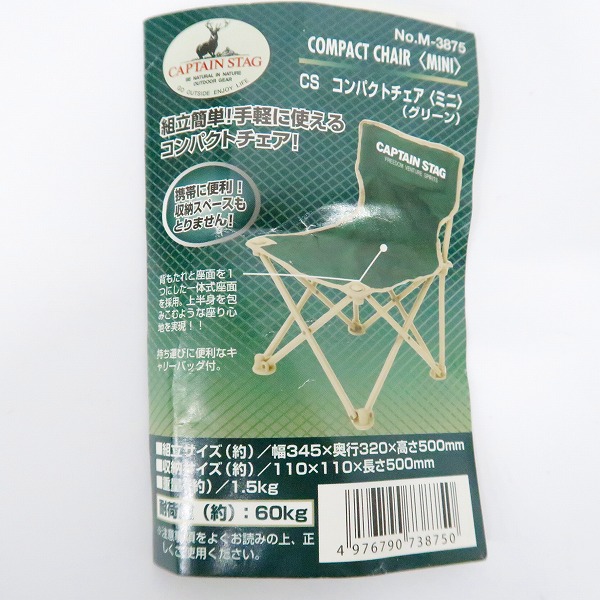 CAPTAIN STAG
BE NATURAL IN NATURE
OUTDOOR GEAR
GO OUTSIDE ENJOY LIFE
No.M-3875
COMPACT CHAIR〈MINI〉
CS コンパクトチェア〈ミニ〉
（グリーン）
組立簡単!手軽に使える
コンパクトチェア!
携帯に便利!
収納スペースも
とりません!
CAPTAIN STAG
FREEDOM VENTURE SPIRITS
背もたれと座面を1
つにした一体式座面
を採用。上半身を包
みこむような座り心
地を実現!!
持ち運びに便利なキ
ャリーバッグ付。
■組立サイズ（約）／幅345×奥行320×高さ500mm
■収納サイズ（約）／110×110×長さ500mm
■重量（約）／1.5kg
耐荷重（約）:60kg
※注意事項をよくお読みの上、正
しくご使用ください。
4 976790 738750